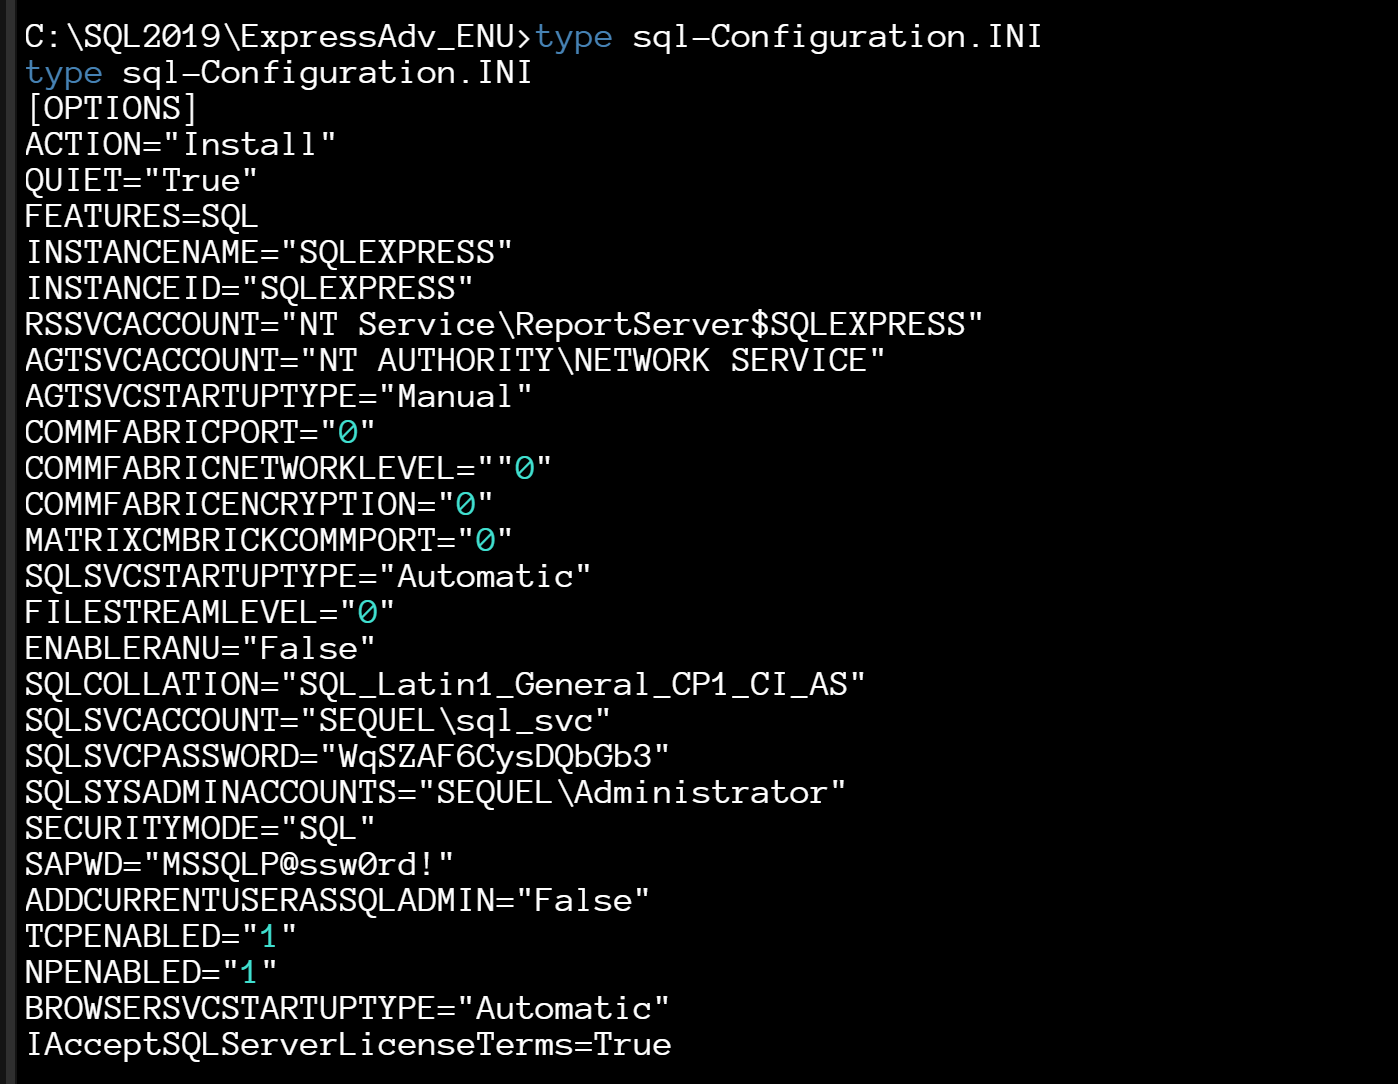 C:\SQL2019\ExpressAdv_ENU>type sql-Configuration.INI
type sql-Configuration.INI
[OPTIONS]
ACTION="Install"
QUIET="True"
FEATURES=SQL
INSTANCENAME="SQLEXPRESS"
INSTANCEID="SQLEXPRESS"
RSSVCACCOUNT="NT Service\ReportServer$SQLEXPRESS"
AGTSVCACCOUNT="NT AUTHORITY\NETWORK SERVICE"
AGTSVCSTARTUPTYPE="Manual"
COMMFABRICPORT="0"
COMMFABRICNETWORKLEVEL=""0"
COMMFABRICENCRYPTION="0"
MATRIXCMBRICKCOMMPORT="0"
SQLSVCSTARTUPTYPE="Automatic"
FILESTREAMLEVEL="0"
ENABLERANU="False"
SQLCOLLATION="SQL_Latin1_General_CP1_CI_AS"
SQLSVCACCOUNT="SEQUEL\sql_svc"
SQLSVCPASSWORD="WqSZAF6CysDQbGb3"
SQLSYSADMINACCOUNTS="SEQUEL\Administrator"
SECURITYMODE="SQL"
SAPWD="MSSQLP@ssw0rd!"
ADDCURRENTUSERASSQLADMIN="False"
TCPENABLED="1"
NPENABLED="1"
BROWSERSVCSTARTUPTYPE="Automatic"
IAcceptSQLServerLicenseTerms=True